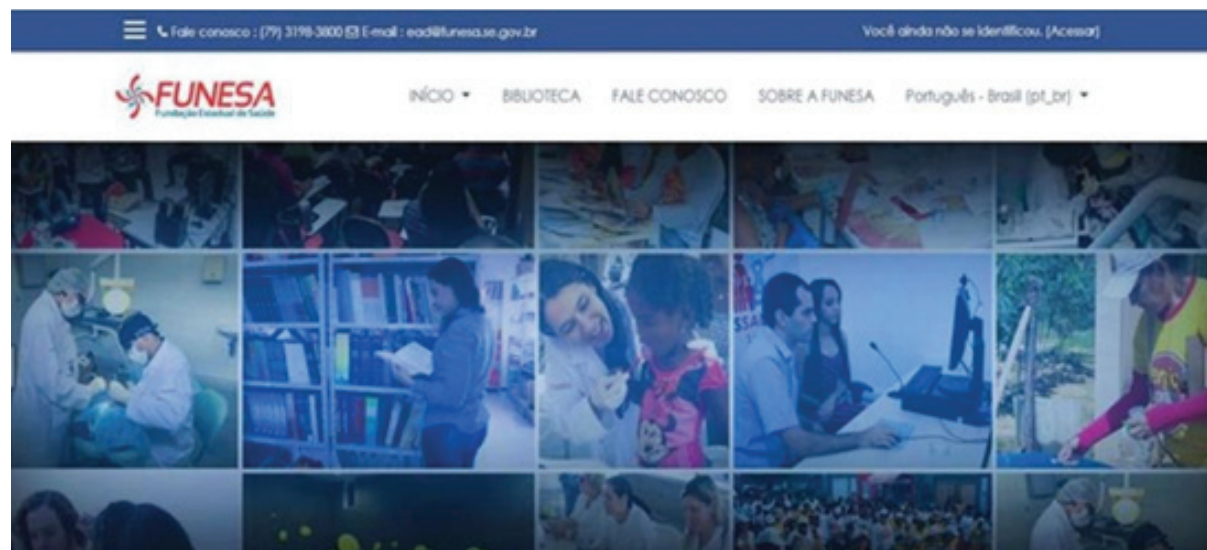 Fale conosco : (79) 3198-3800 E-mail : ead@funesa.se.gov.br
Você ainda não se identificou. (Acessar)
FUNESA
Fundação Estadual de Saúde
INÍCIO
BIBLIOTECA
FALE CONOSCO
SOBRE A FUNESA
Português - Brasil (pt_br)